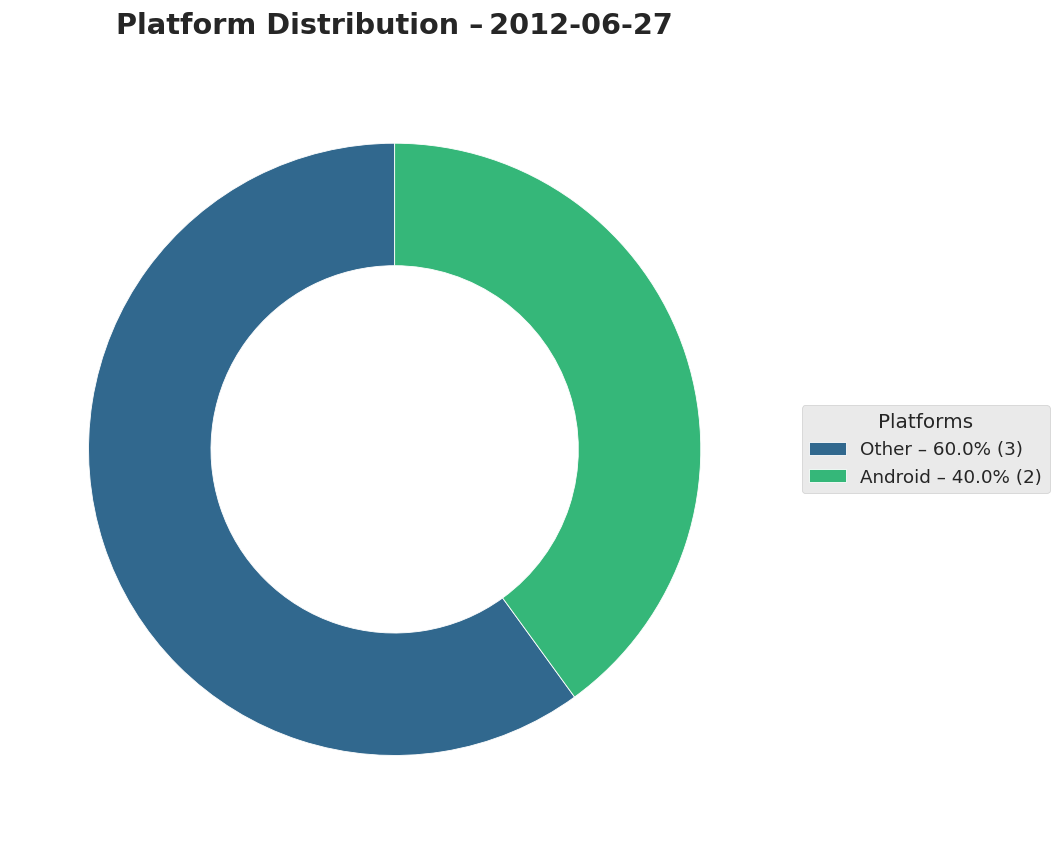 Platform Distribution – 2012-06-27
Platforms
Other – 60.0% (3)
Android – 40.0% (2)